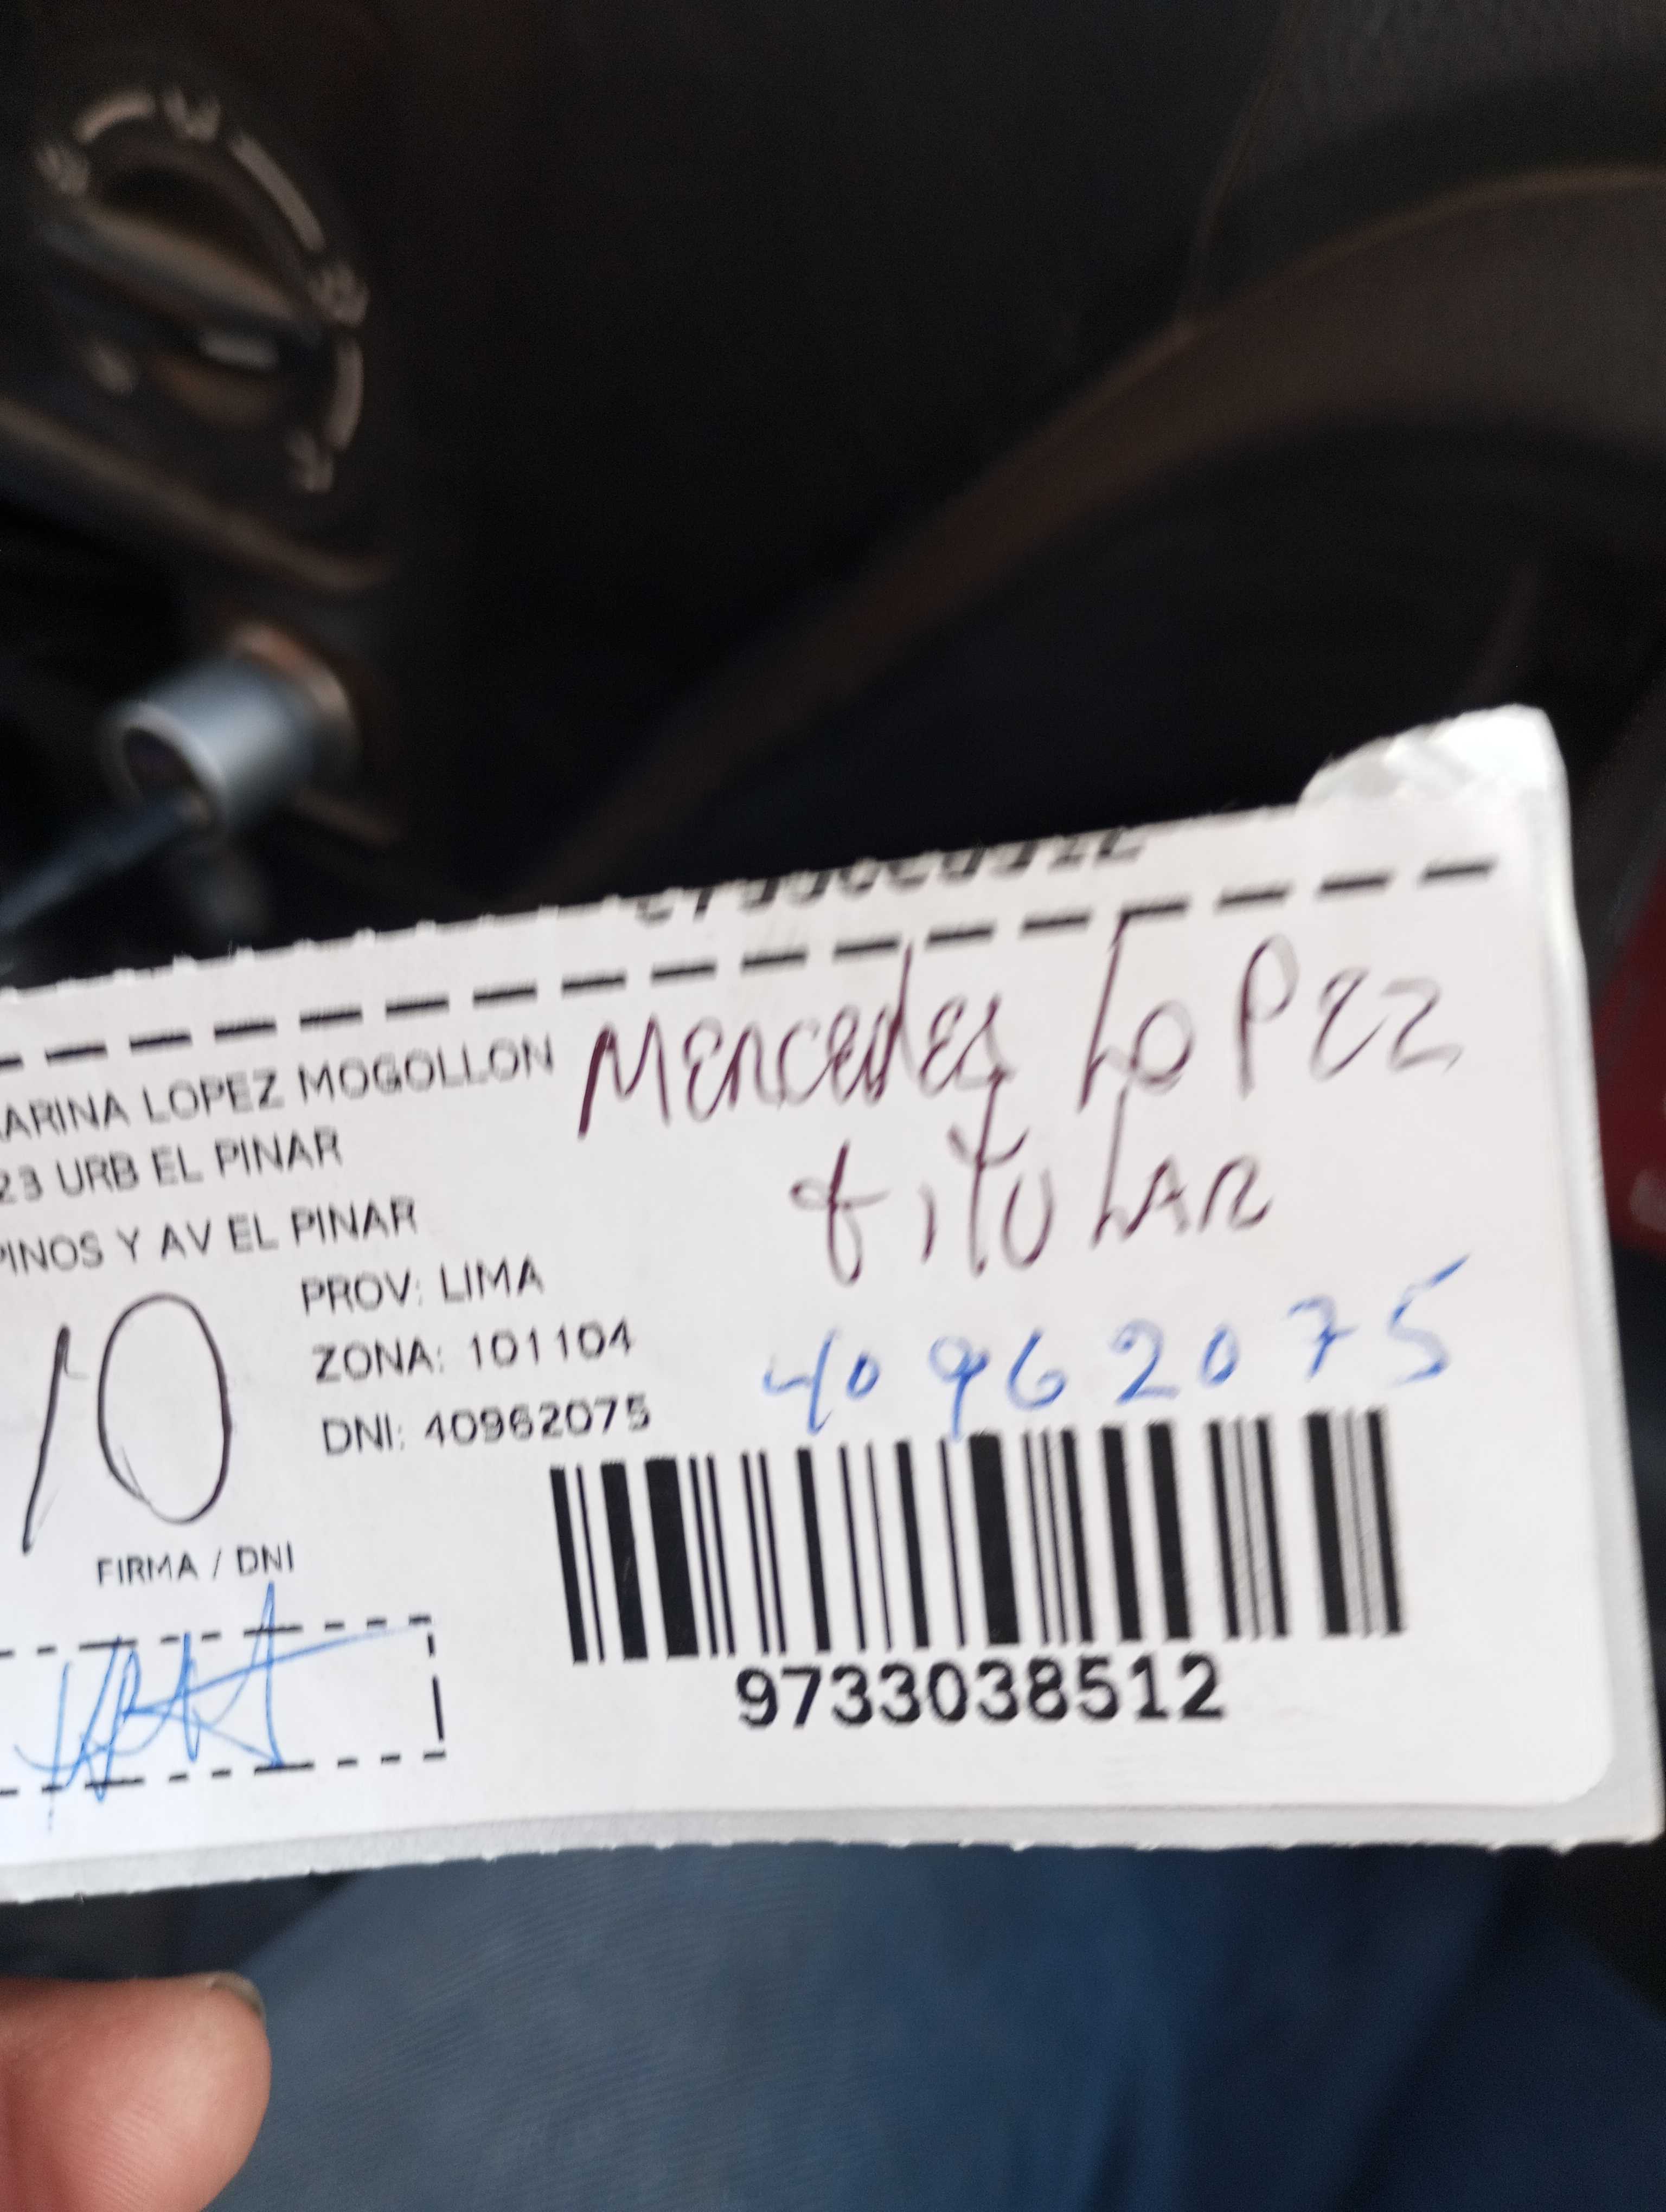 ARINA LOPEZ MOGOLLON
Mercedes LOPEZ
23 URB EL PINAR
titular
PINOS Y AV EL PINAR
PROV: LIMA
10
ZONA: 101104
40962075
DNI: 40962075
FIRMA / DNI
9733038512